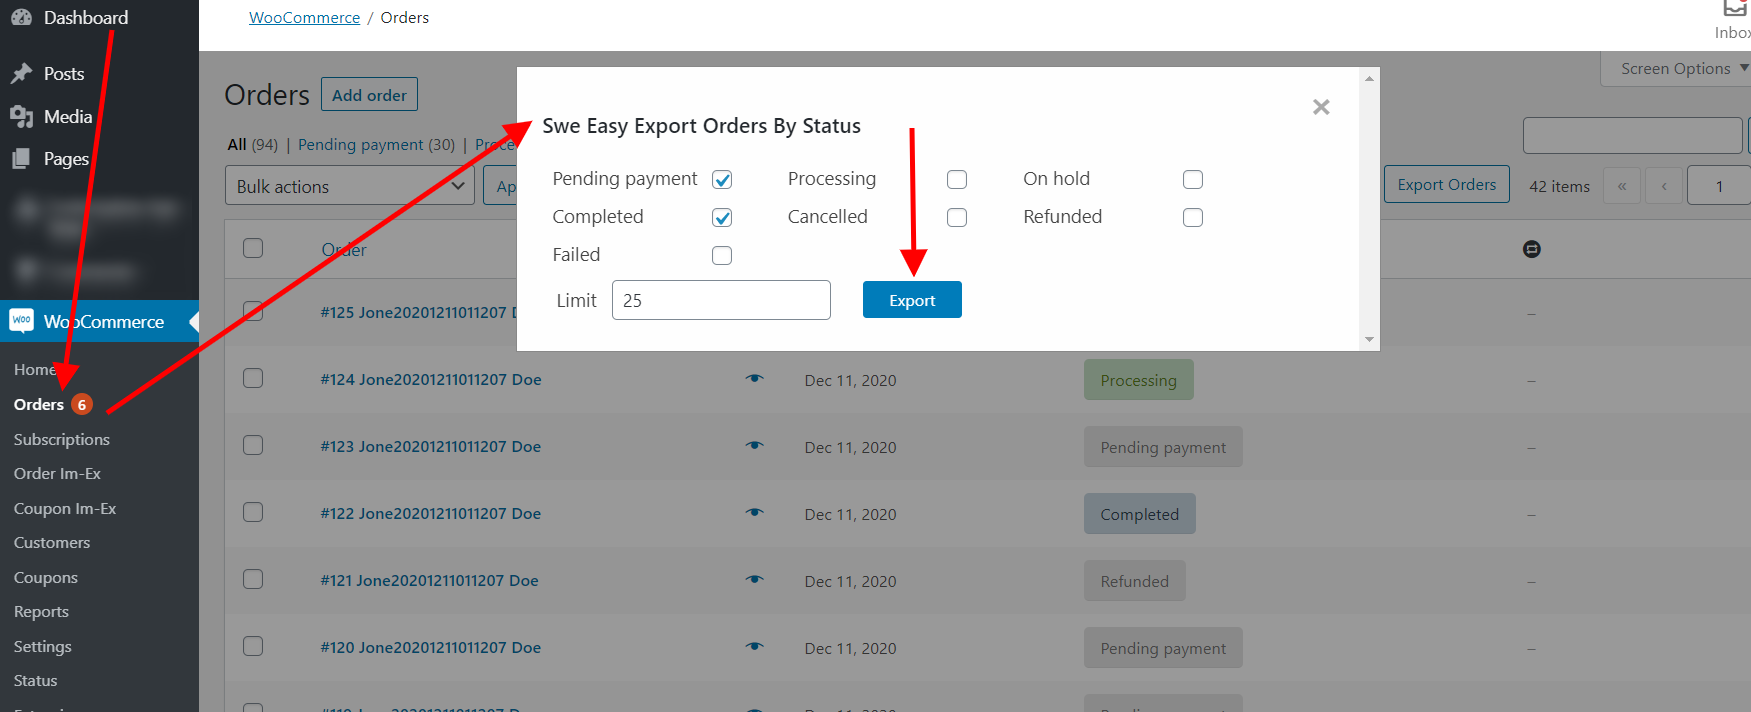 Dashboard
Posts
Media
Pages
WooCommerce
Home
Orders 6
Subscriptions
Order Im-Ex
Coupon Im-Ex
Customers
Coupons
Reports
Settings
Status
WooCommerce / Orders
Inbox
Screen Options
Orders Add order
All (94) | Pending payment (30) |
Bulk actions
Export Orders 42 items « ‹ 1
Order
Swe Easy Export Orders By Status
Pending payment Processing On hold
Completed Cancelled Refunded
Failed
Limit 25 Export
#125 Jone20201211011207 –
#124 Jone20201211011207 Doe Dec 11, 2020 Processing –
#123 Jone20201211011207 Doe Dec 11, 2020 Pending payment –
#122 Jone20201211011207 Doe Dec 11, 2020 Completed –
#121 Jone20201211011207 Doe Dec 11, 2020 Refunded –
#120 Jone20201211011207 Doe Dec 11, 2020 Pending payment –